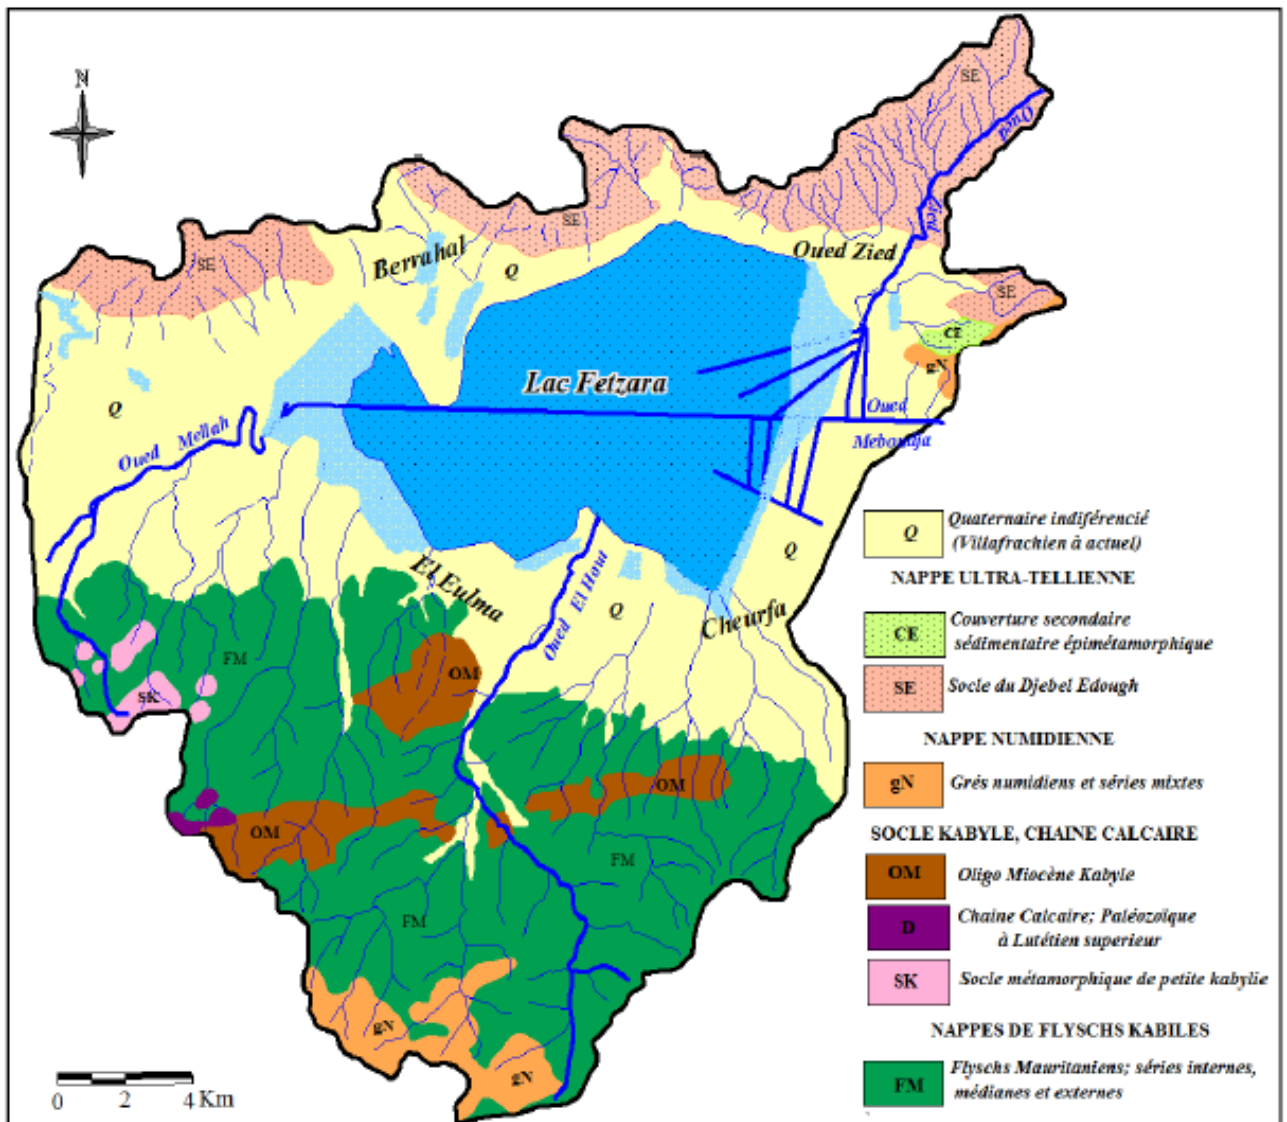 N
SE
Oued
Zied
SE
Oued Zied
Berrahal
Q
SE
SE
CE
gN
Lac Fetzara
Q
Oued
Oued Mellah
Meboudja
Q
Quaternaire indiférencié
(Villafrachien à actuel)
NAPPE ULTRA-TELLIENNE
El Eulma
Oued El Hout
Q
Cheurfa
CE
Couverture secondaire
sédimentaire épimétamorphique
FM
OM
SK
SE
Socle du Djebel Edough
NAPPE NUMIDIENNE
gN
Grés numidiens et séries mixtes
OM
OM
SOCLE KABYLE, CHAINE CALCAIRE
FM
OM
Oligo Miocène Kabyle
FM
D
Chaine Calcaire; Paléozoïque
à Lutétien superieur
SK
Socle métamorphique de petite kabylie
gN
NAPPES DE FLYSCHS KABILES
gN
FM
Flyschs Mauritaniens; séries internes,
médianes et externes
0 2 4 Km